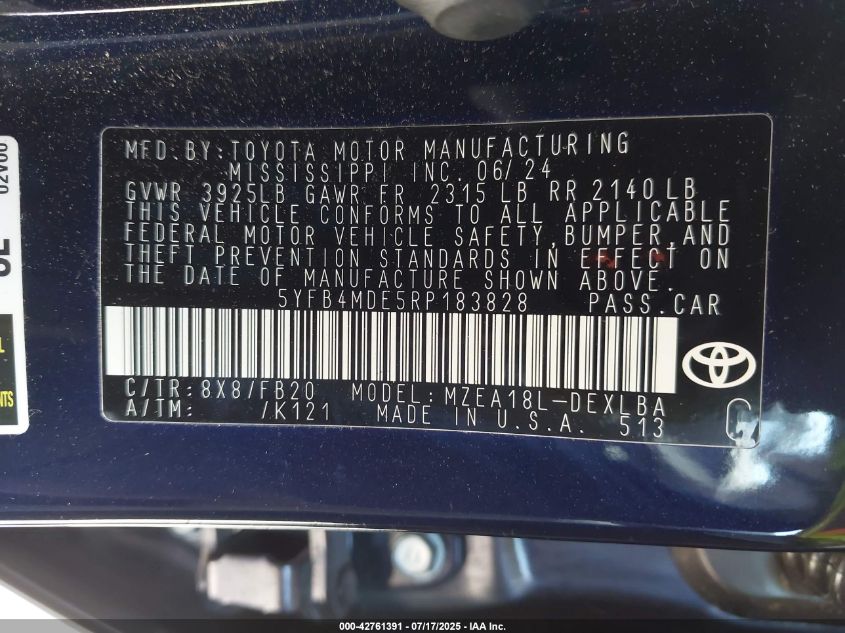 MFD.BY:TOYOTA MOTOR MANUFACTURING
MISSISSIPPI INC. 06/24
GVWR 3925LB GAWR FR 2315 LB RR 2140 LB
THIS VEHICLE CONFORMS TO ALL APPLICABLE
FEDERAL MOTOR VEHICLE SAFETY, BUMPER, AND
THEFT PREVENTION STANDARDS IN EFFECT ON
THE DATE OF MANUFACTURE SHOWN ABOVE.
5YFB4MDE5RP183828 PASS.CAR
C/TR: 8X8/FB20 MODEL: MZEA18L-DEXLBA
A/TM: /K121 MADE IN U.S.A. 513
000-42761391 - 07/17/2025 - IAA Inc.